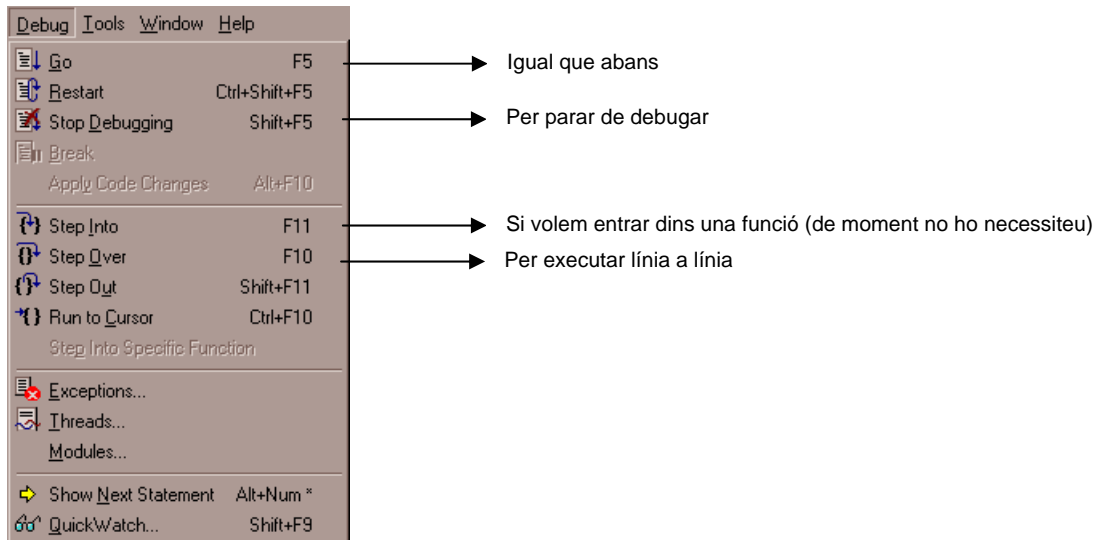 Debug Tools Window Help
Go F5 Igual que abans
Restart Ctrl+Shift+F5
Stop Debugging Shift+F5 Per parar de debugar
Break
Apply Code Changes Alt+F10
Step Into F11 Si volem entrar dins una funció (de moment no ho necessiteu)
Step Over F10 Per executar línia a línia
Step Out Shift+F11
Run to Cursor Ctrl+F10
Step Into Specific Function
Exceptions...
Threads...
Modules...
Show Next Statement Alt+Num *
QuickWatch... Shift+F9